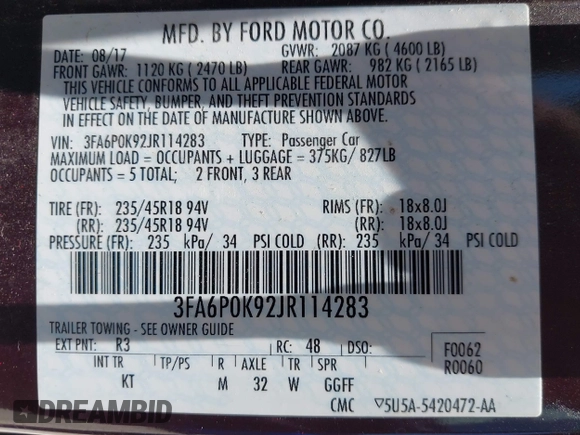 MFD. BY FORD MOTOR CO.
DATE: 08/17 GVWR: 2087 KG ( 4600 LB)
FRONT GAWR: 1120 KG ( 2470 LB) REAR GAWR: 982 KG ( 2165 LB)
THIS VEHICLE CONFORMS TO ALL APPLICABLE FEDERAL MOTOR
VEHICLE SAFETY, BUMPER, AND THEFT PREVENTION STANDARDS
IN EFFECT ON THE DATE OF MANUFACTURE SHOWN ABOVE.
VIN: 3FA6P0K92JR114283 TYPE: Passenger Car
MAXIMUM LOAD = OCCUPANTS + LUGGAGE = 375KG/ 827LB
OCCUPANTS = 5 TOTAL; 2 FRONT, 3 REAR
TIRE (FR): 235/45R18 94V RIMS (FR): 18x8.0J
(RR): 235/45R18 94V (RR): 18x8.0J
PRESSURE (FR): 235 kPa/ 34 PSI COLD (RR): 235 kPa/ 34 PSI COLD
3FA6P0K92JR114283
TRAILER TOWING - SEE OWNER GUIDE
EXT PNT: R3 RC: 48 DSO: F0062
R0060
INT TR TP/PS R AXLE TR SPR
KT M 32 W GGFF
CMC ▽5U5A-5420472-AA
DREAMBID